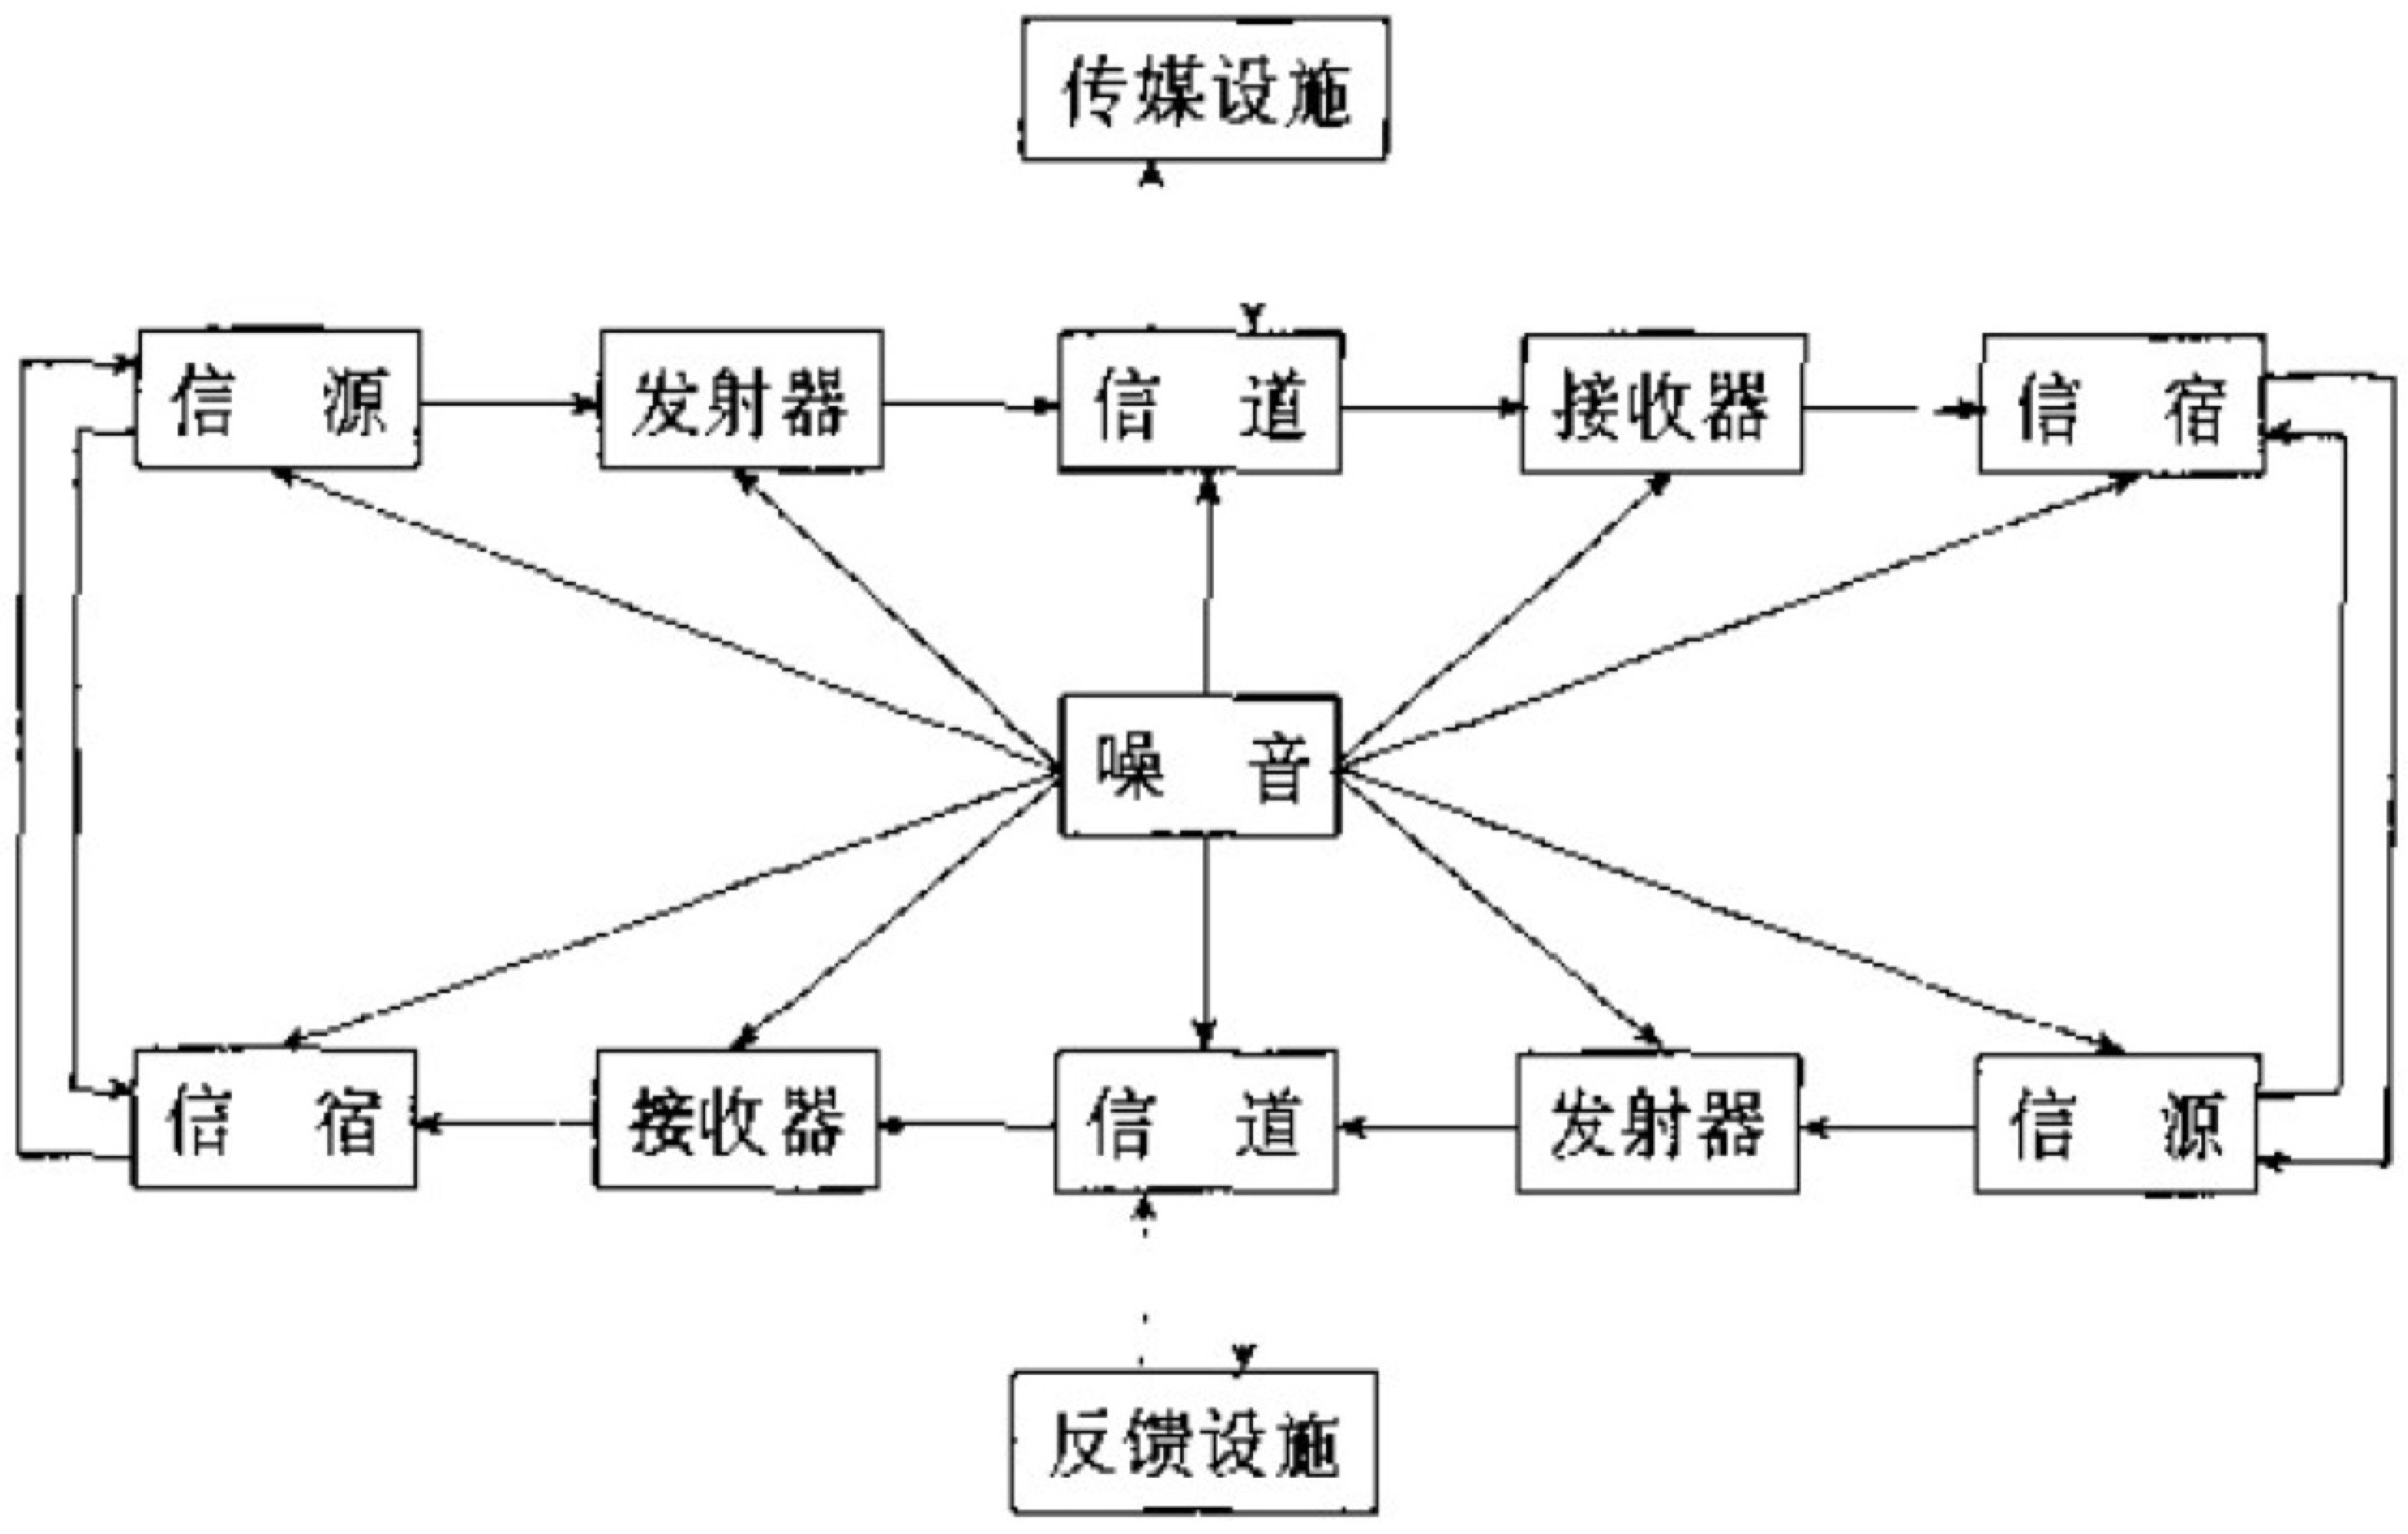 传媒设施
信 源 发射器 信 道 接收器 信 宿
噪 音
信 宿 接收器 信 道 发射器 信 源
反馈设施